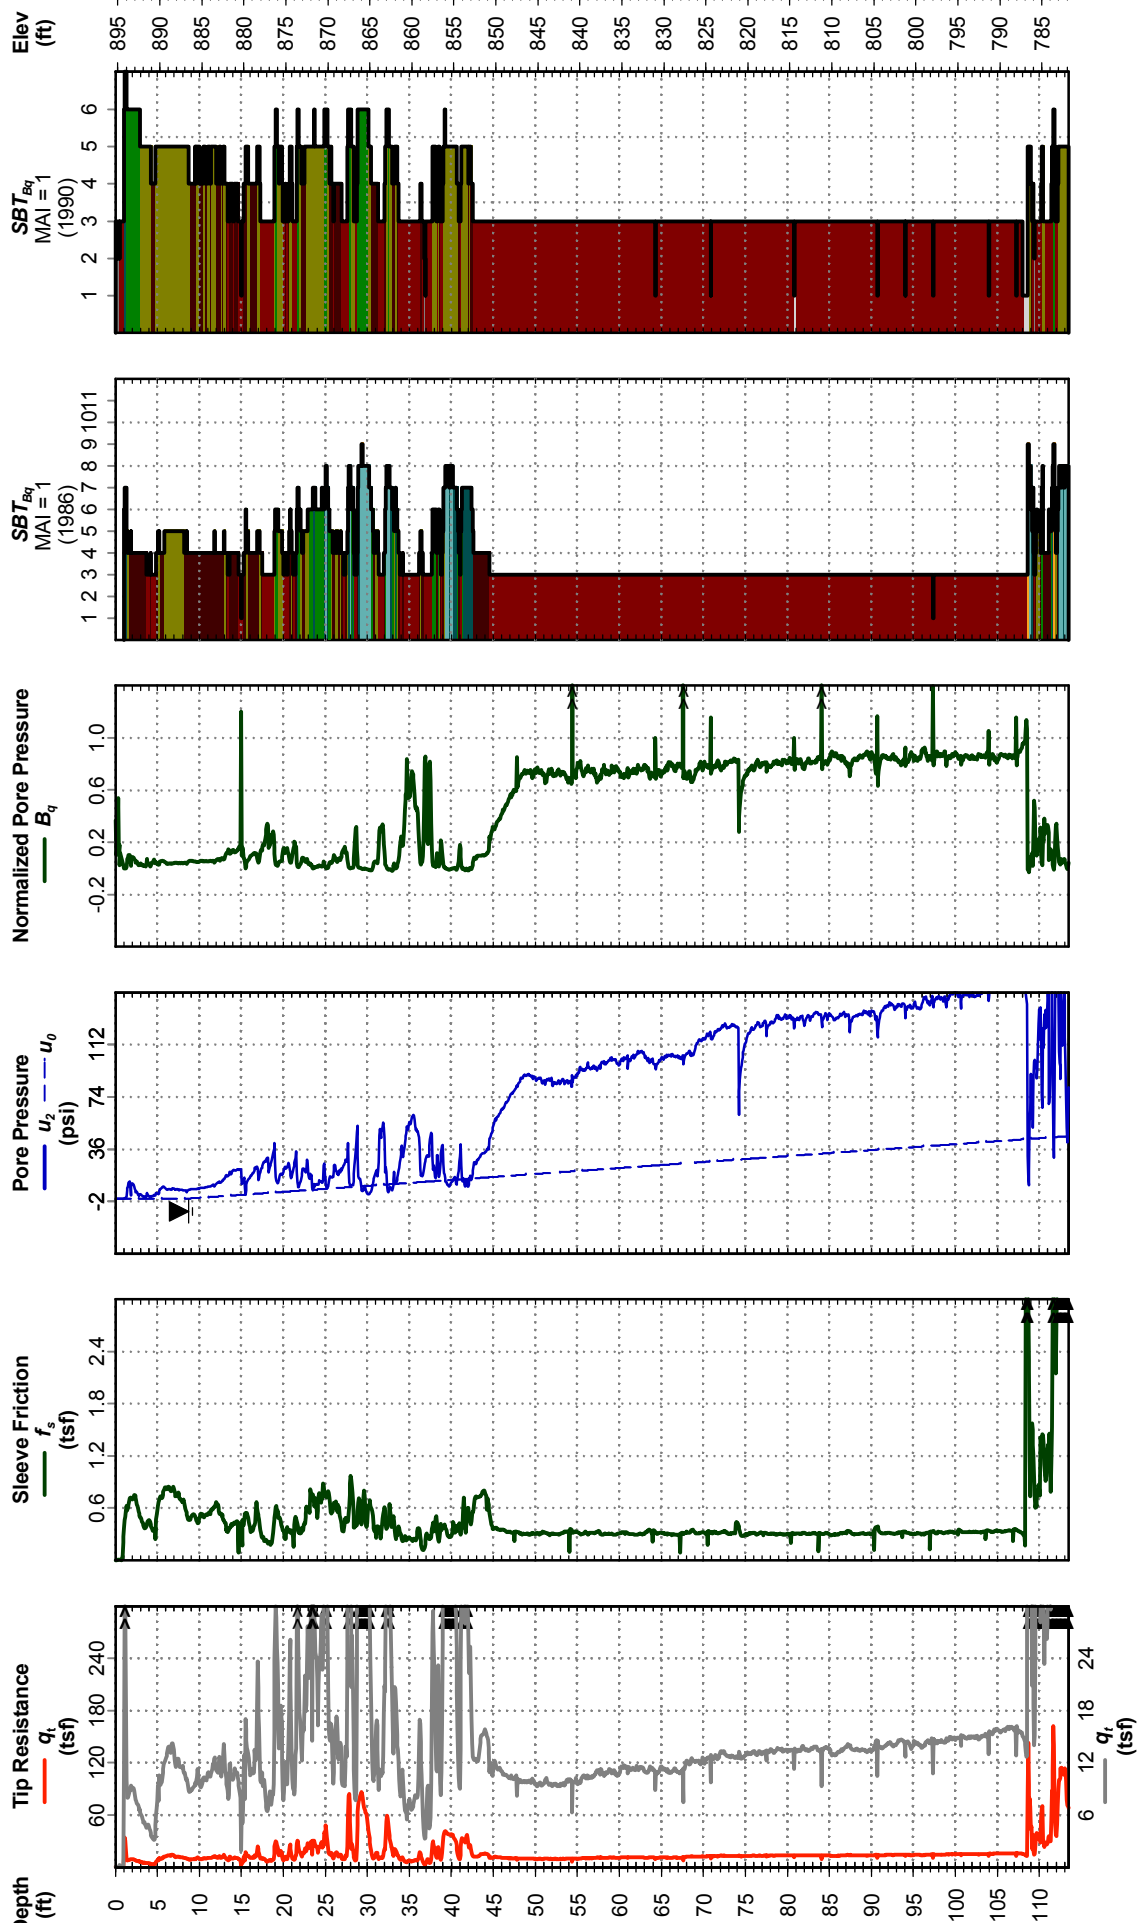 Depth
(ft)
0
5
10
15
20
25
30
35
40
45
50
55
60
65
70
75
80
85
90
95
100
105
110
Tip Resistance
qt
(tsf)
60 120 180 240
6 12 18 24
qt
(tsf)
Sleeve Friction
fs
(tsf)
0.6 1.2 1.8 2.4
Pore Pressure
u2 u0
(psi)
-2 36 74 112
Normalized Pore Pressure
Bq
-0.2 0.2 0.6 1.0
SBTBq
MAI = 1
(1986)
1 2 3 4 5 6 7 8 9 10 11
SBTBq
MAI = 1
(1990)
1 2 3 4 5 6
Elev
(ft)
895
890
885
880
875
870
865
860
855
850
845
840
835
830
825
820
815
810
805
800
795
790
785